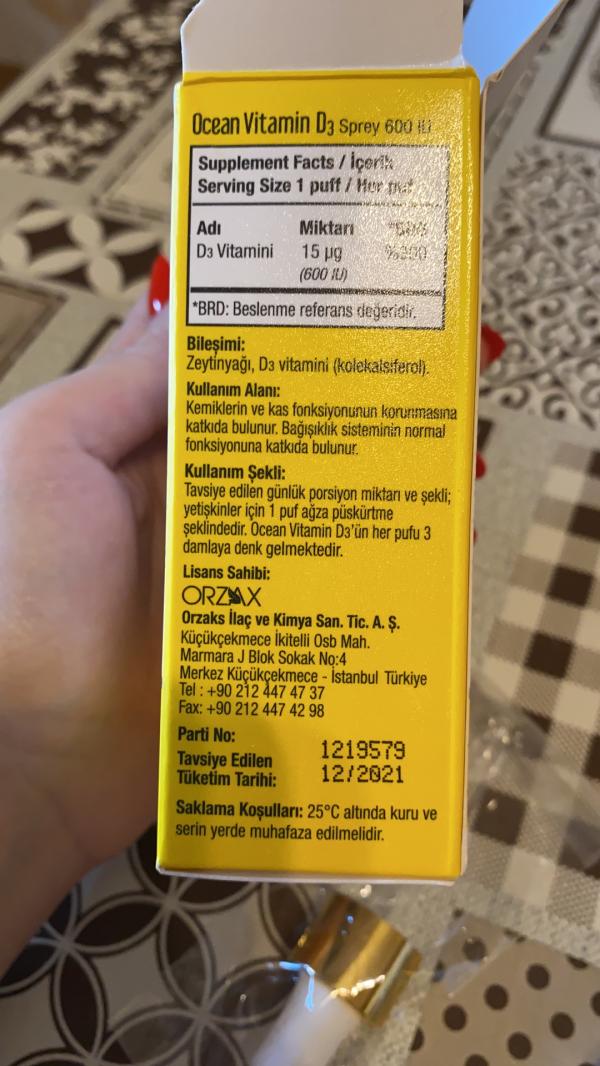 Ocean Vitamin D3 Sprey 600 IU
Supplement Facts / İçerik
Serving Size 1 puff / Her puf
Adı Miktarı *BRD
D3 Vitamini 15 µg %300
(600 IU)
*BRD: Beslenme referans değeridir.
Bileşimi:
Zeytinyağı, D3 vitamini (kolekalsiferol).
Kullanım Alanı:
Kemiklerin ve kas fonksiyonunun korunmasına
katkıda bulunur. Bağışıklık sisteminin normal
fonksiyonuna katkıda bulunur.
Kullanım Şekli:
Tavsiye edilen günlük porsiyon miktarı ve şekli;
yetişkinler için 1 puf ağza püskürtme
şeklindedir. Ocean Vitamin D3'ün her pufu 3
damlaya denk gelmektedir.
Lisans Sahibi:
ORZAX
Orzaks İlaç ve Kimya San. Tic. A. Ş.
Küçükçekmece İkitelli Osb Mah.
Marmara J Blok Sokak No:4
Merkez Küçükçekmece - İstanbul Türkiye
Tel : +90 212 447 47 37
Fax: +90 212 447 42 98
Parti No: 1219579
Tavsiye Edilen
Tüketim Tarihi: 12/2021
Saklama Koşulları: 25°C altında kuru ve
serin yerde muhafaza edilmelidir.